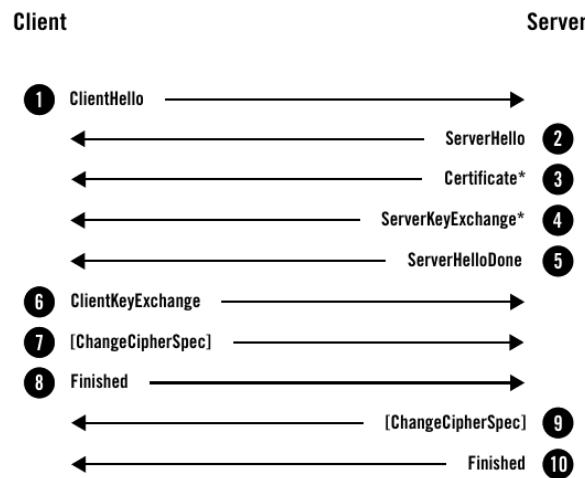 Client Server
1 ClientHello
ServerHello 2
Certificate* 3
ServerKeyExchange* 4
ServerHelloDone 5
6 ClientKeyExchange
7 [ChangeCipherSpec]
8 Finished
[ChangeCipherSpec] 9
Finished 10